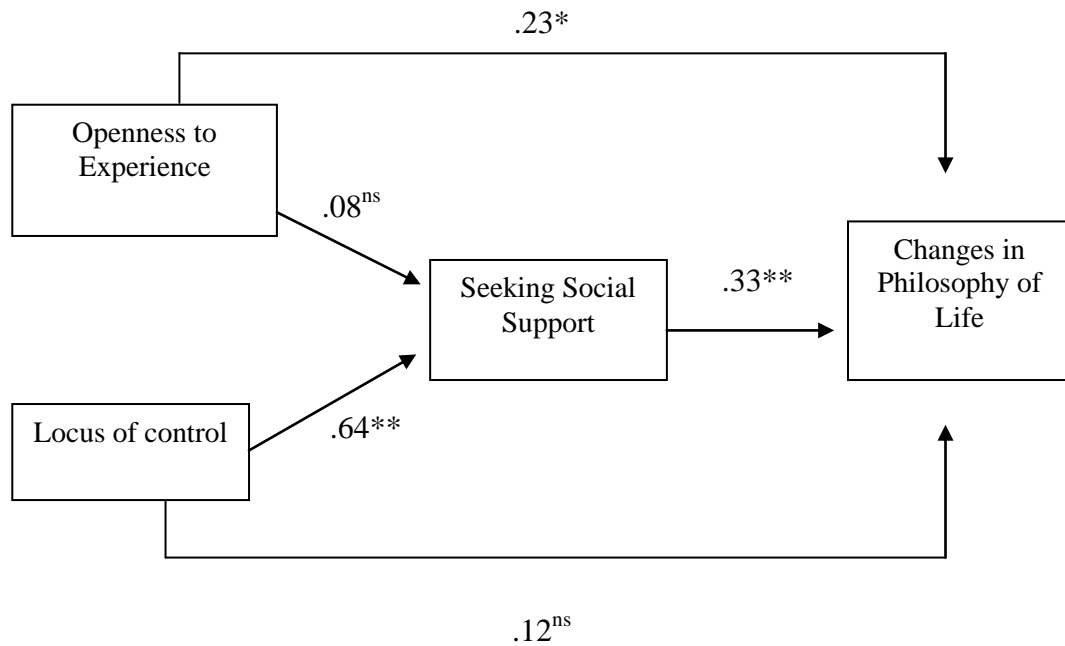 .23*
Openness to
Experience
.08ns
Changes in
Philosophy of
Life
Seeking Social
Support
.33**
Locus of control
.64**
.12ns